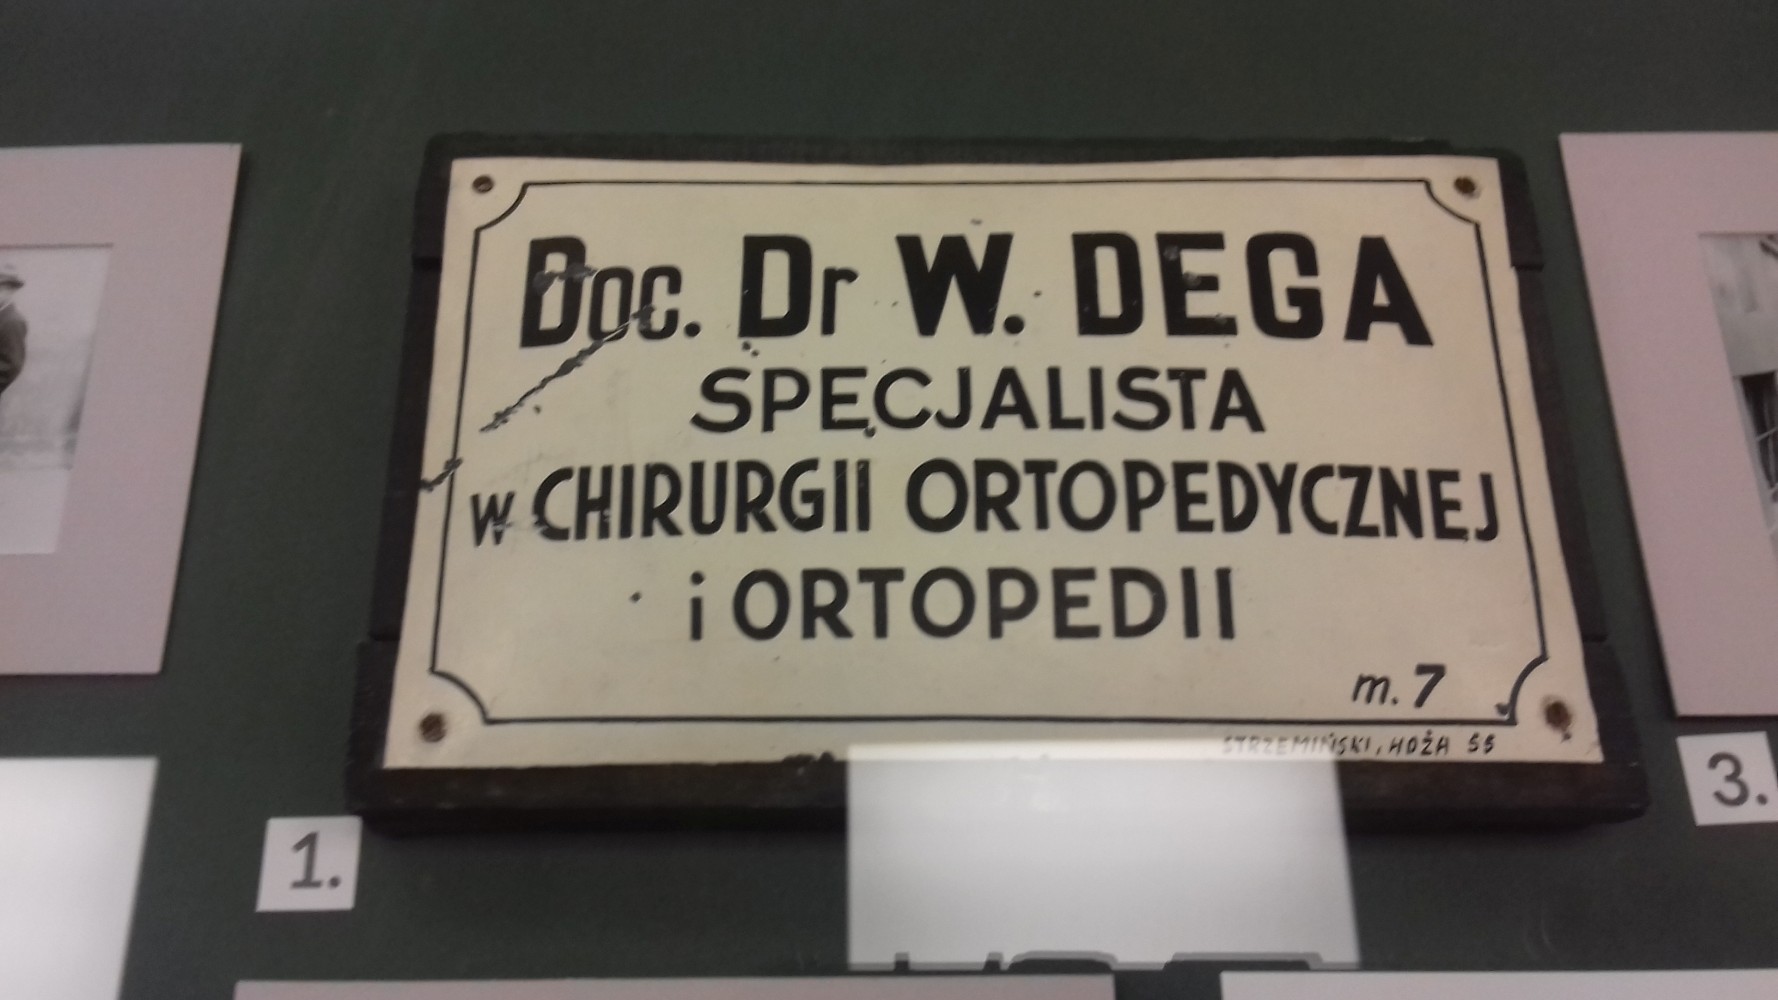 Doc. Dr W. DEGA
SPECJALISTA
w CHIRURGII ORTOPEDYCZNEJ
i ORTOPEDII
m. 7
STRZEMIŃSKI, HOŻA 55
1.
3.